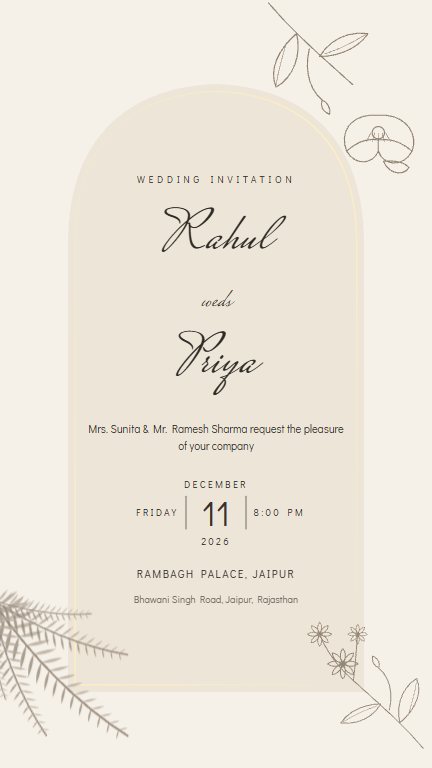 WEDDING INVITATION
Rahul
weds
Priya
Mrs. Sunita & Mr. Ramesh Sharma request the pleasure
of your company
DECEMBER
FRIDAY 11 8:00 PM
2026
RAMBAGH PALACE, JAIPUR
Bhawani Singh Road, Jaipur, Rajasthan